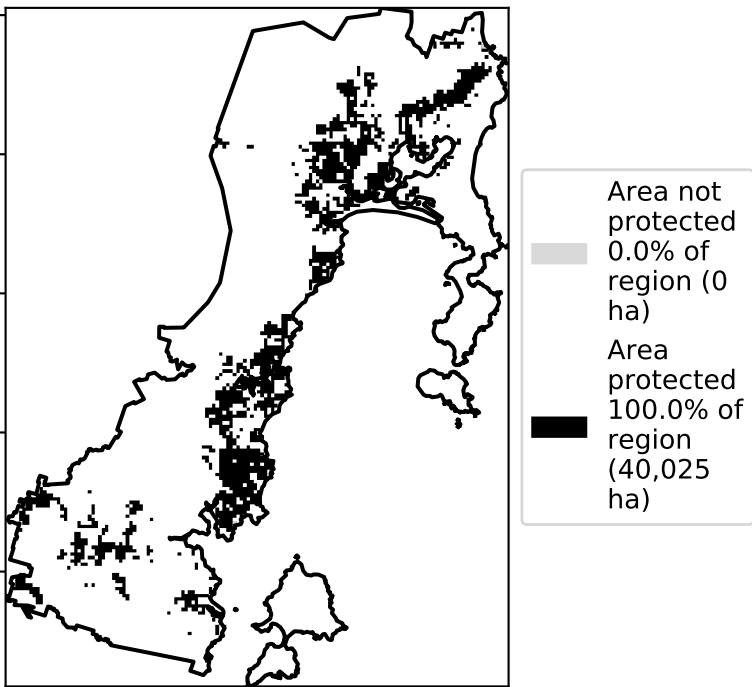 Area not
protected
0.0% of
region (0
ha)
Area
protected
100.0% of
region
(40,025
ha)